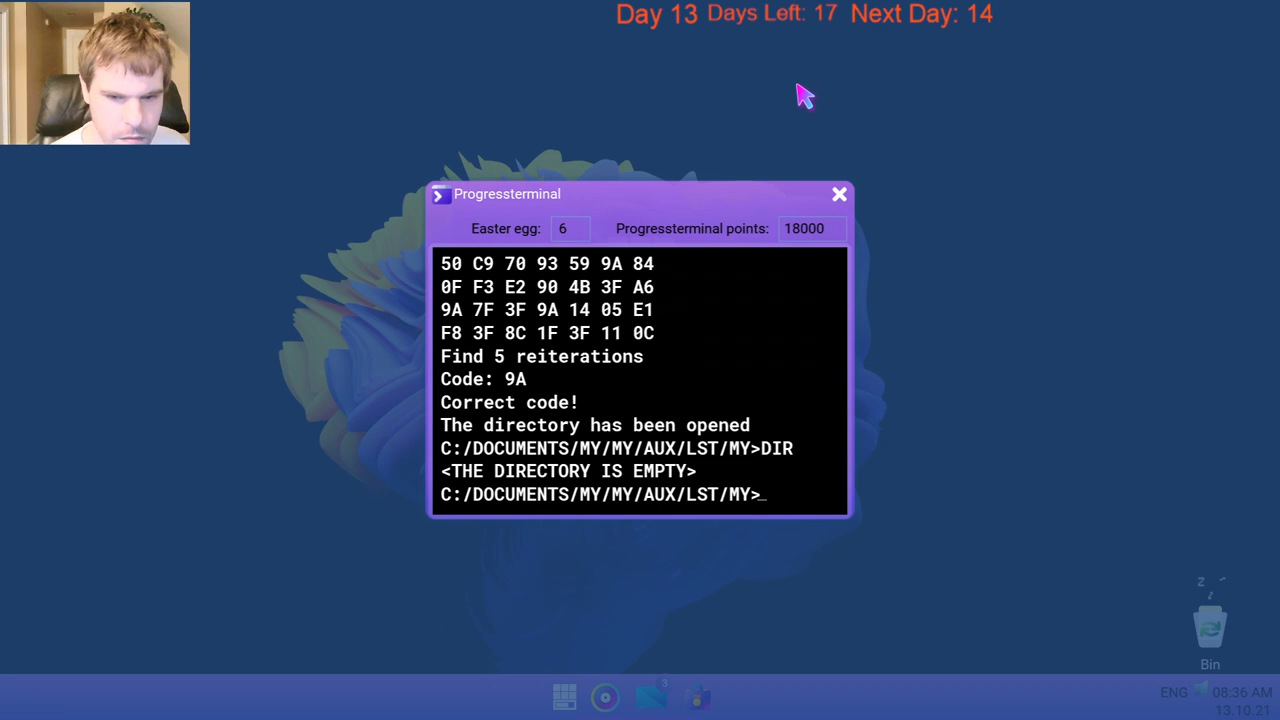 Day 13 Days Left: 17 Next Day: 14
Progressterminal
Easter egg: 6 Progressterminal points: 18000
50 C9 70 93 59 9A 84
0F F3 E2 90 4B 3F A6
9A 7F 3F 9A 14 05 E1
F8 3F 8C 1F 3F 11 0C
Find 5 reiterations
Code: 9A
Correct code!
The directory has been opened
C:/DOCUMENTS/MY/MY/AUX/LST/MY>DIR
<THE DIRECTORY IS EMPTY>
C:/DOCUMENTS/MY/MY/AUX/LST/MY>_
z
z
Bin
3
ENG 08:36 AM
13.10.21